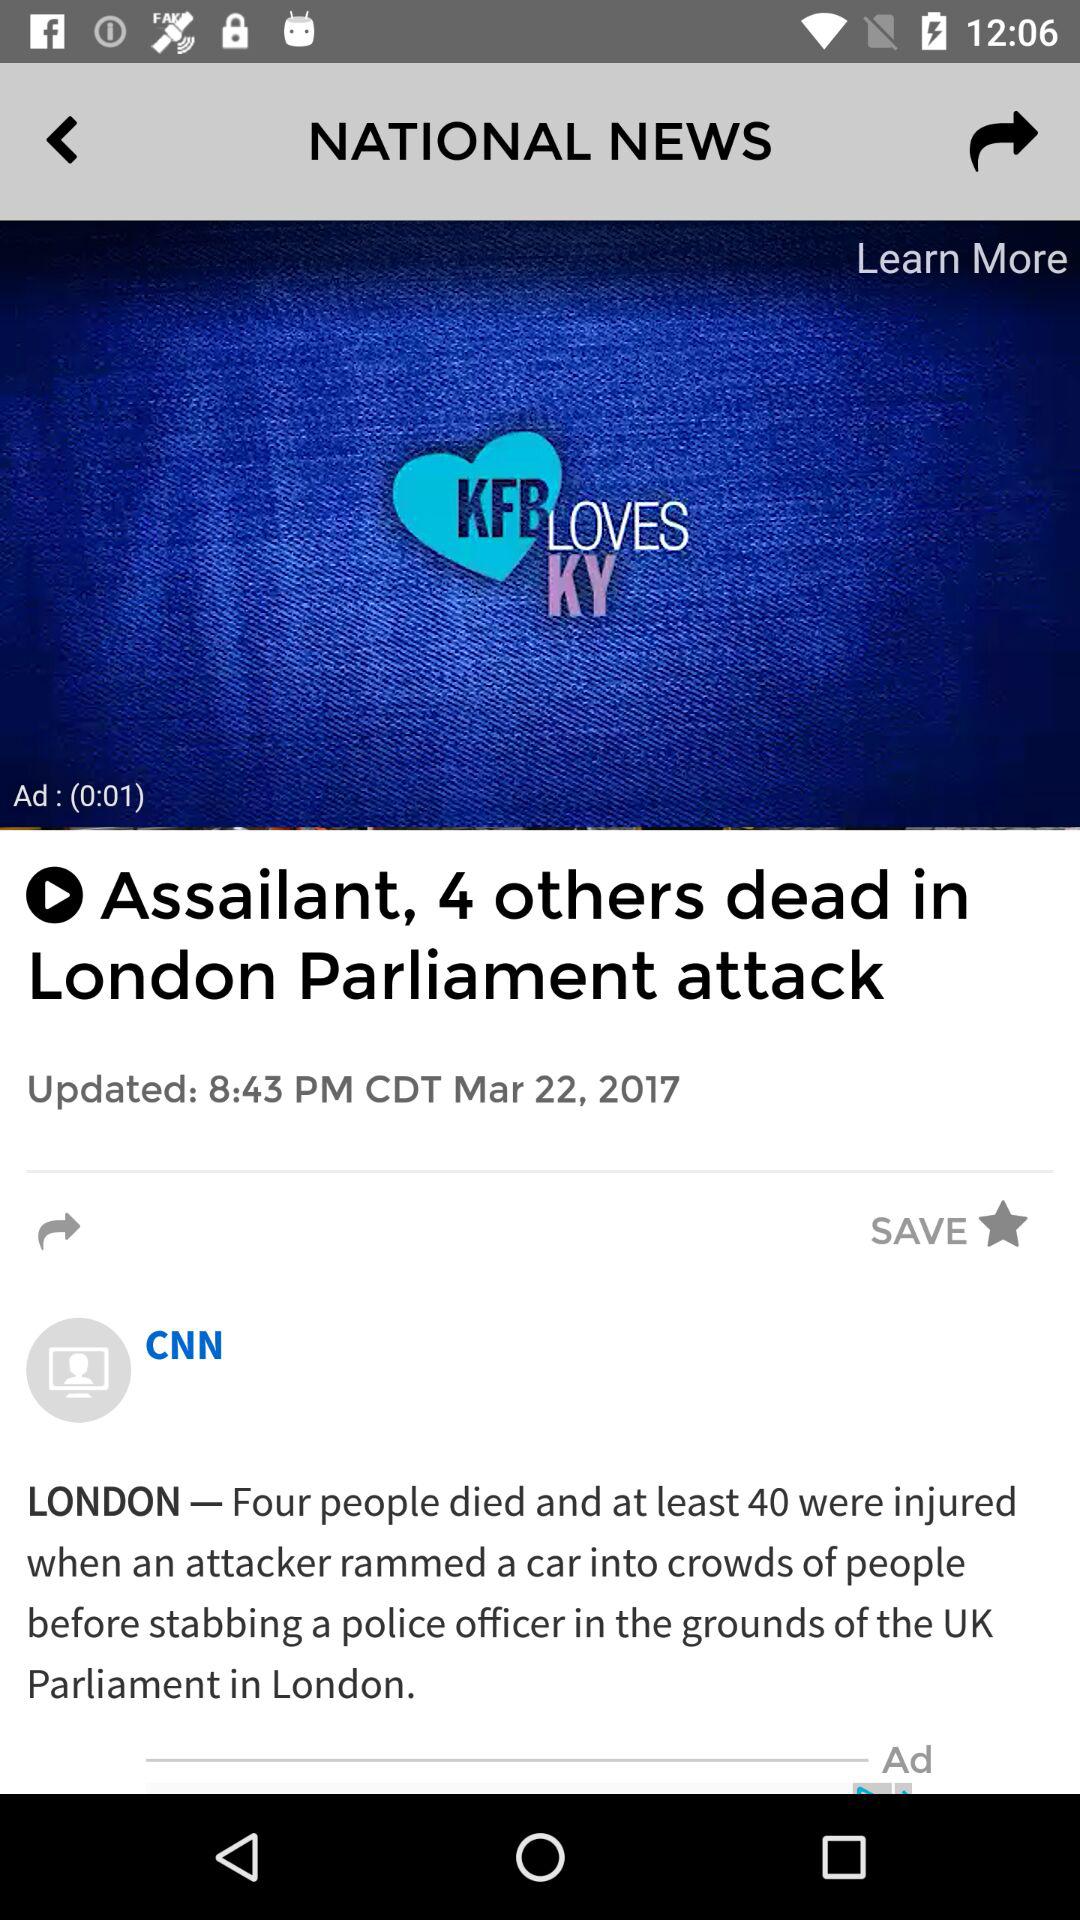 FAKE
12:06
NATIONAL NEWS
Learn More
KFB
LOVES
KY
Ad : (0:01)
Assailant, 4 others dead in
London Parliament attack
Updated: 8:43 PM CDT Mar 22, 2017
SAVE
CNN
LONDON — Four people died and at least 40 were injured
when an attacker rammed a car into crowds of people
before stabbing a police officer in the grounds of the UK
Parliament in London.
Ad